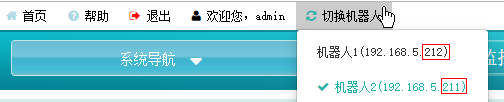 首页 帮助 退出 欢迎您，admin 切换机器人
系统导航
机器人1(192.168.5.212)
机器人2(192.168.5.211)